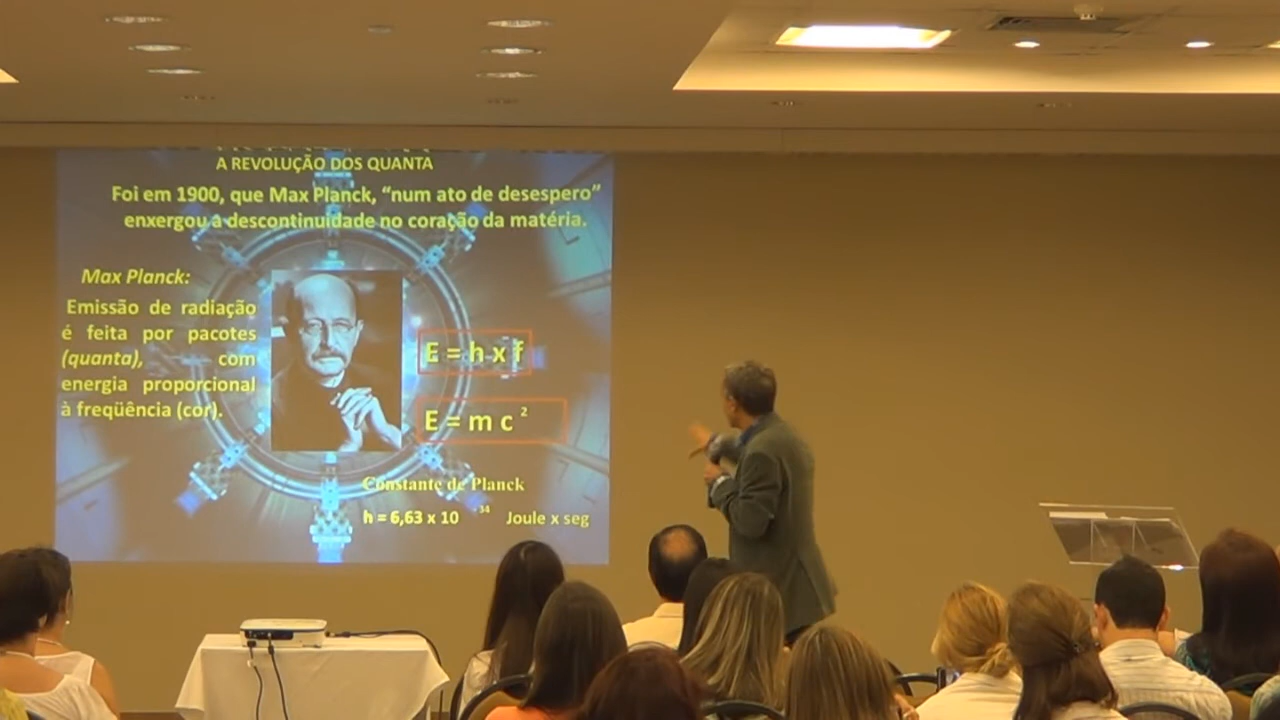 A REVOLUÇÃO DOS QUANTA
Foi em 1900, que Max Planck, “num ato de desespero”
enxergou a descontinuidade no coração da matéria.
Max Planck:
Emissão de radiação
é feita por pacotes
(quanta), com
energia proporcional
à freqüência (cor).
E = h x f
E = m c ²
Constante de Planck
h = 6,63 x 10 ⁻³⁴ Joule x seg